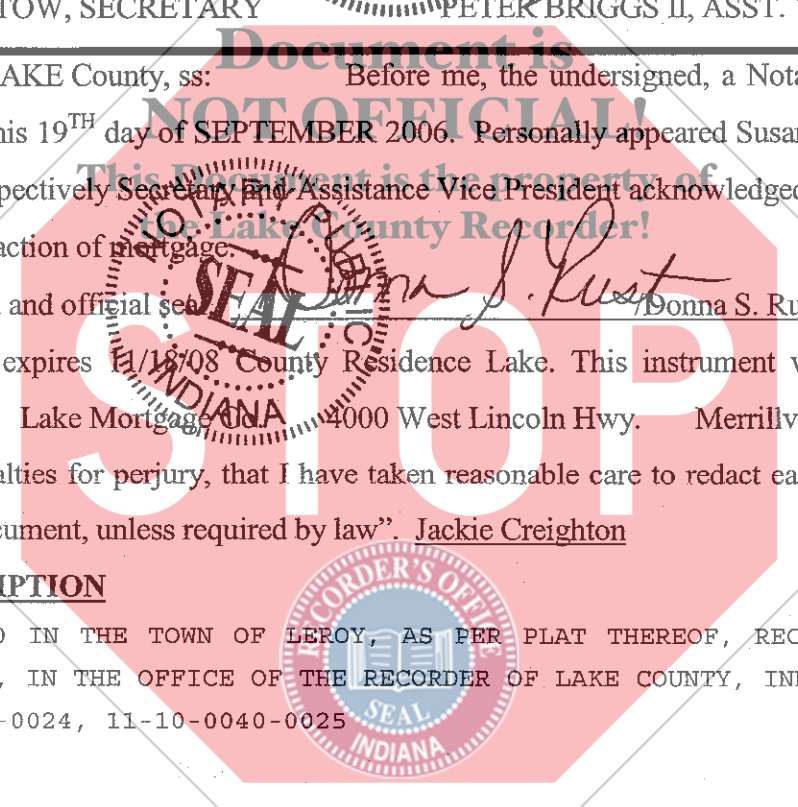 TOW, SECRETARY PETER BRIGGS II, ASST.
Document is
AKE County, ss: Before me, the undersigned, a Nota
NOT OFFICIAL!
his 19TH day of SEPTEMBER 2006. Personally appeared Susan
This Document is the property of
pectively Secretary and Assistance Vice President acknowledged
the Lake County Recorder!
action of mortgage.
and official seal Donna S. Rust /Donna S. Ru
NOTARY PUBLIC
SEAL
INDIANA
expires 11/18/08 County Residence Lake. This instrument w
STOP
Lake Mortgage Co. 4000 West Lincoln Hwy. Merrillv
alties for perjury, that I have taken reasonable care to redact ea
cument, unless required by law”. Jackie Creighton
IPTION
RECORDER'S OFFICE
IN THE TOWN OF LEROY, AS PER PLAT THEREOF, REC
, IN THE OFFICE OF THE RECORDER OF LAKE COUNTY, IN
-0024, 11-10-0040-0025
SEAL
INDIANA